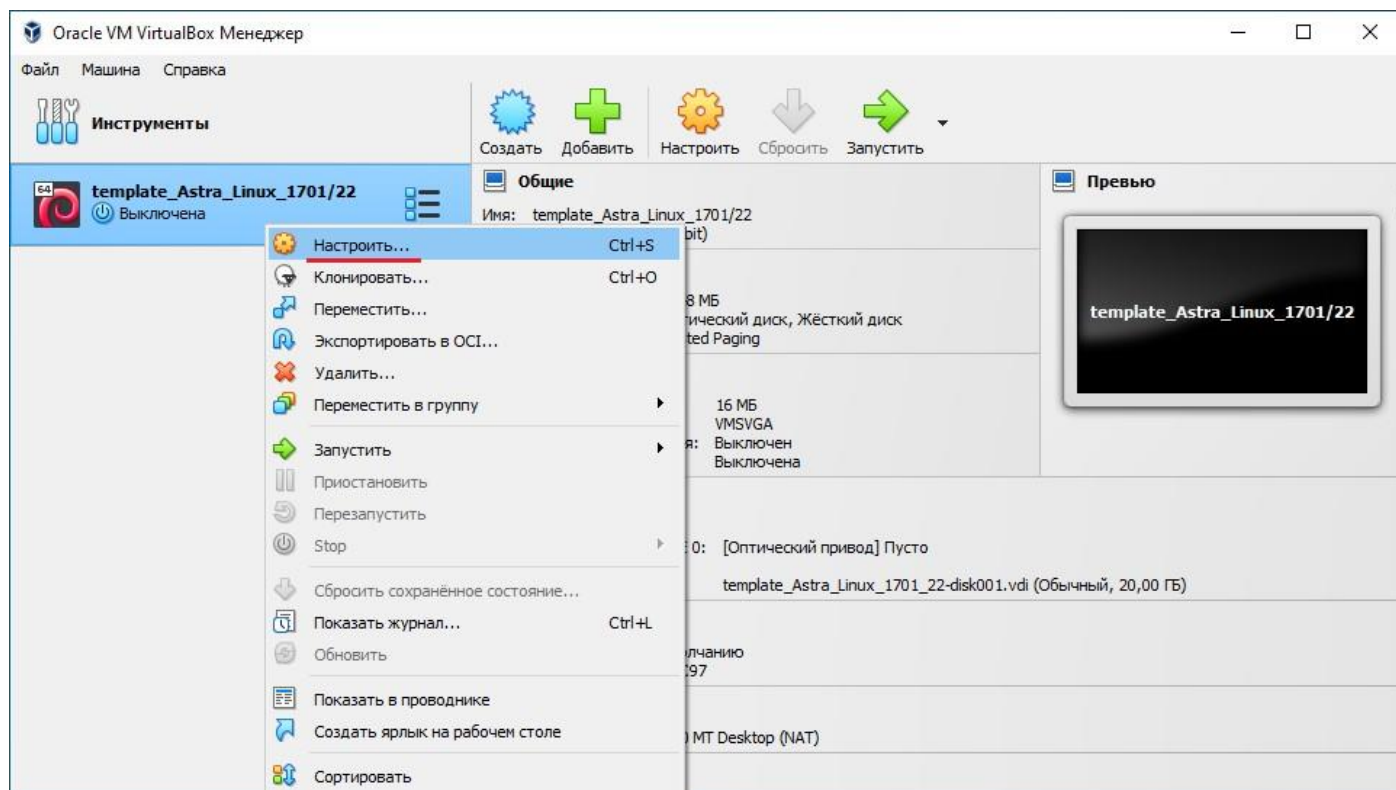 Oracle VM VirtualBox Менеджер
Файл Машина Справка
Инструменты
Создать Добавить Настроить Сбросить Запустить
64
template_Astra_Linux_1701/22
Выключена
Общие
Имя: template_Astra_Linux_1701/22
bit)
Превью
template_Astra_Linux_1701/22
Настроить... Ctrl+S
Клонировать... Ctrl+O
Переместить...
Экспортировать в OCI...
Удалить...
Переместить в группу
Запустить
Приостановить
Перезапустить
Stop
Сбросить сохранённое состояние...
Показать журнал... Ctrl+L
Обновить
Показать в проводнике
Создать ярлык на рабочем столе
Сортировать
8 МБ
ический диск, Жёсткий диск
ted Paging
16 МБ
VMSVGA
я: Выключен
Выключена
0: [Оптический привод] Пусто
template_Astra_Linux_1701_22-disk001.vdi (Обычный, 20,00 ГБ)
лчанию
97
MT Desktop (NAT)